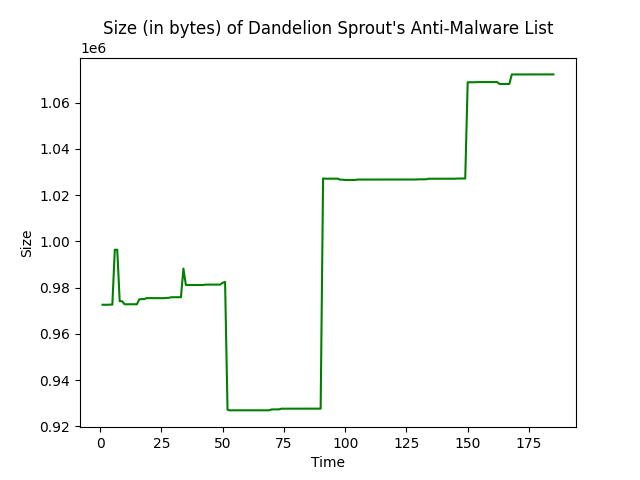 Size (in bytes) of Dandelion Sprout's Anti-Malware List
1e6
1.06
1.04
1.02
1.00
0.98
0.96
0.94
0.92
Size
0 25 50 75 100 125 150 175
Time